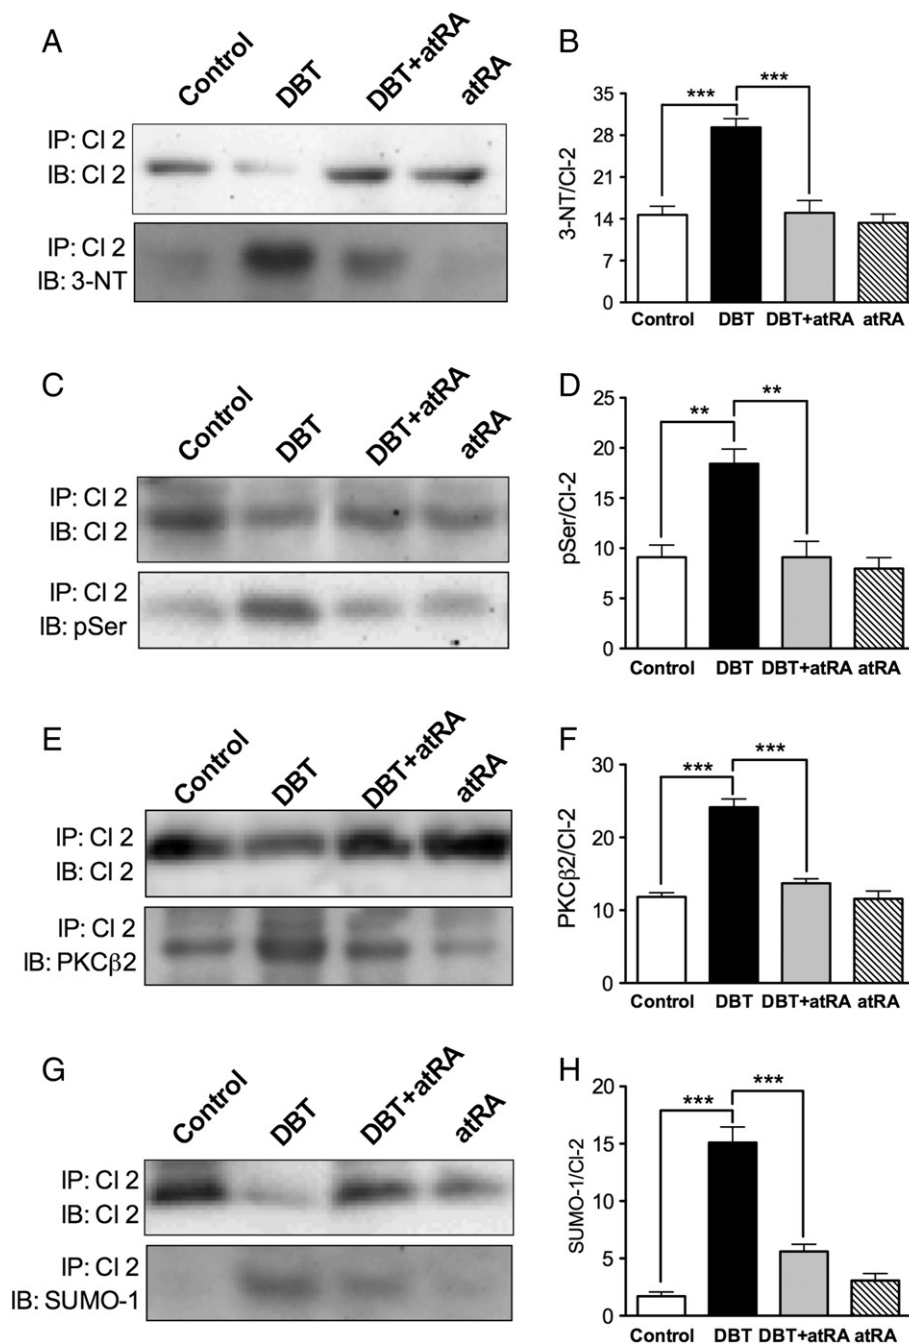 A
Control
DBT
DBT+atRA
atRA
IP: Cl 2
IB: Cl 2
IP: Cl 2
IB: 3-NT
B
***
***
35
28
21
14
7
0
3-NT/Cl-2
Control DBT DBT+atRA atRA
C
Control
DBT
DBT+atRA
atRA
IP: Cl 2
IB: Cl 2
IP: Cl 2
IB: pSer
D
**
**
25
20
15
10
5
0
pSer/Cl-2
Control DBT DBT+atRA atRA
E
Control
DBT
DBT+atRA
atRA
IP: Cl 2
IB: Cl 2
IP: Cl 2
IB: PKCβ2
F
***
***
30
20
10
0
PKCβ2/Cl-2
Control DBT DBT+atRA atRA
G
Control
DBT
DBT+atRA
atRA
IP: Cl 2
IB: Cl 2
IP: Cl 2
IB: SUMO-1
H
***
***
20
15
10
5
0
SUMO-1/Cl-2
Control DBT DBT+atRA atRA